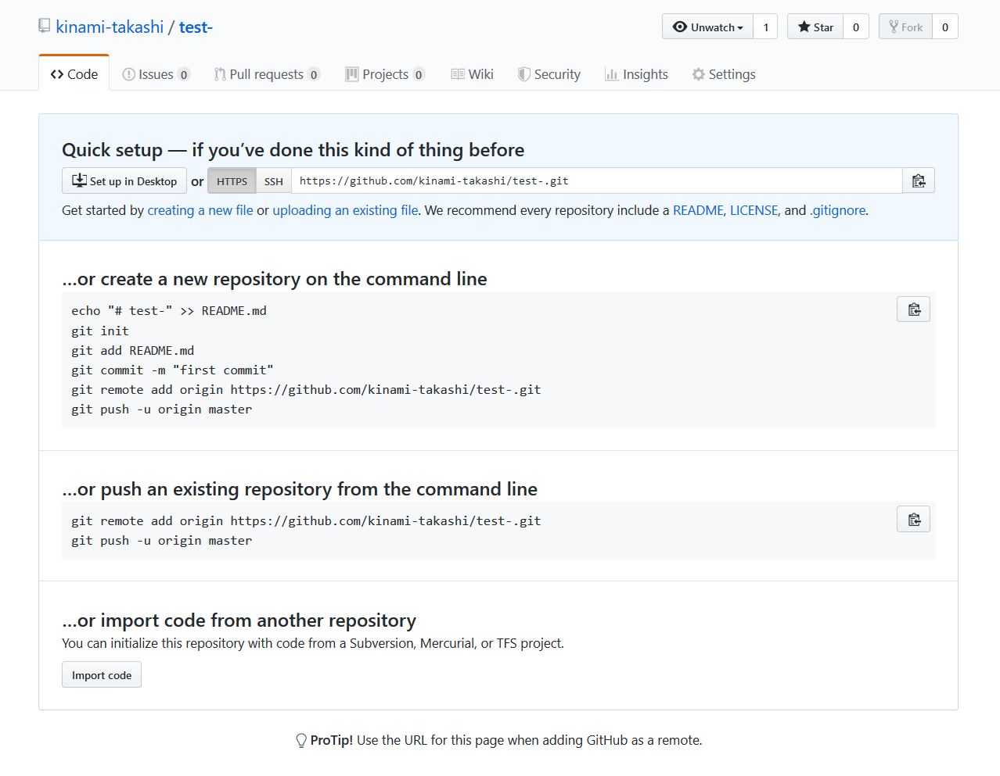 kinami-takashi / test-
Unwatch 1 Star 0 Fork 0
Code Issues 0 Pull requests 0 Projects 0 Wiki Security Insights Settings
Quick setup — if you’ve done this kind of thing before
Set up in Desktop or HTTPS SSH https://github.com/kinami-takashi/test-.git
Get started by creating a new file or uploading an existing file. We recommend every repository include a README, LICENSE, and .gitignore.
…or create a new repository on the command line
echo "# test-" >> README.md
git init
git add README.md
git commit -m "first commit"
git remote add origin https://github.com/kinami-takashi/test-.git
git push -u origin master
…or push an existing repository from the command line
git remote add origin https://github.com/kinami-takashi/test-.git
git push -u origin master
…or import code from another repository
You can initialize this repository with code from a Subversion, Mercurial, or TFS project.
Import code
ProTip! Use the URL for this page when adding GitHub as a remote.